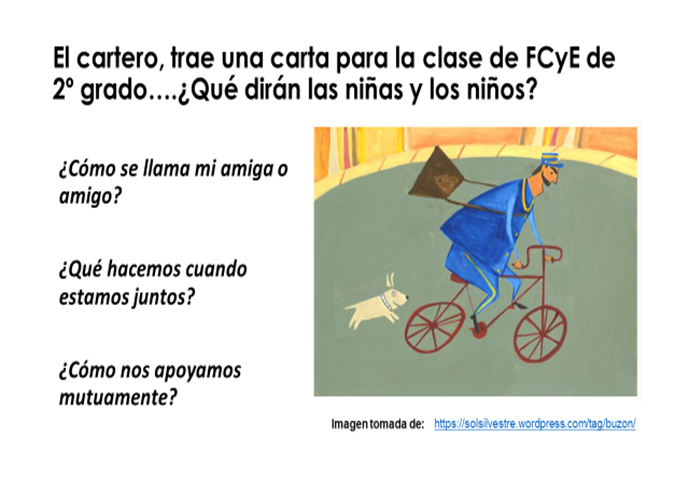 El cartero, trae una carta para la clase de FCyE de
2º grado….¿Qué dirán las niñas y los niños?
¿Cómo se llama mi amiga o
amigo?
¿Qué hacemos cuando
estamos juntos?
¿Cómo nos apoyamos
mutuamente?
Imagen tomada de: https://solsilvestre.wordpress.com/tag/buzon/